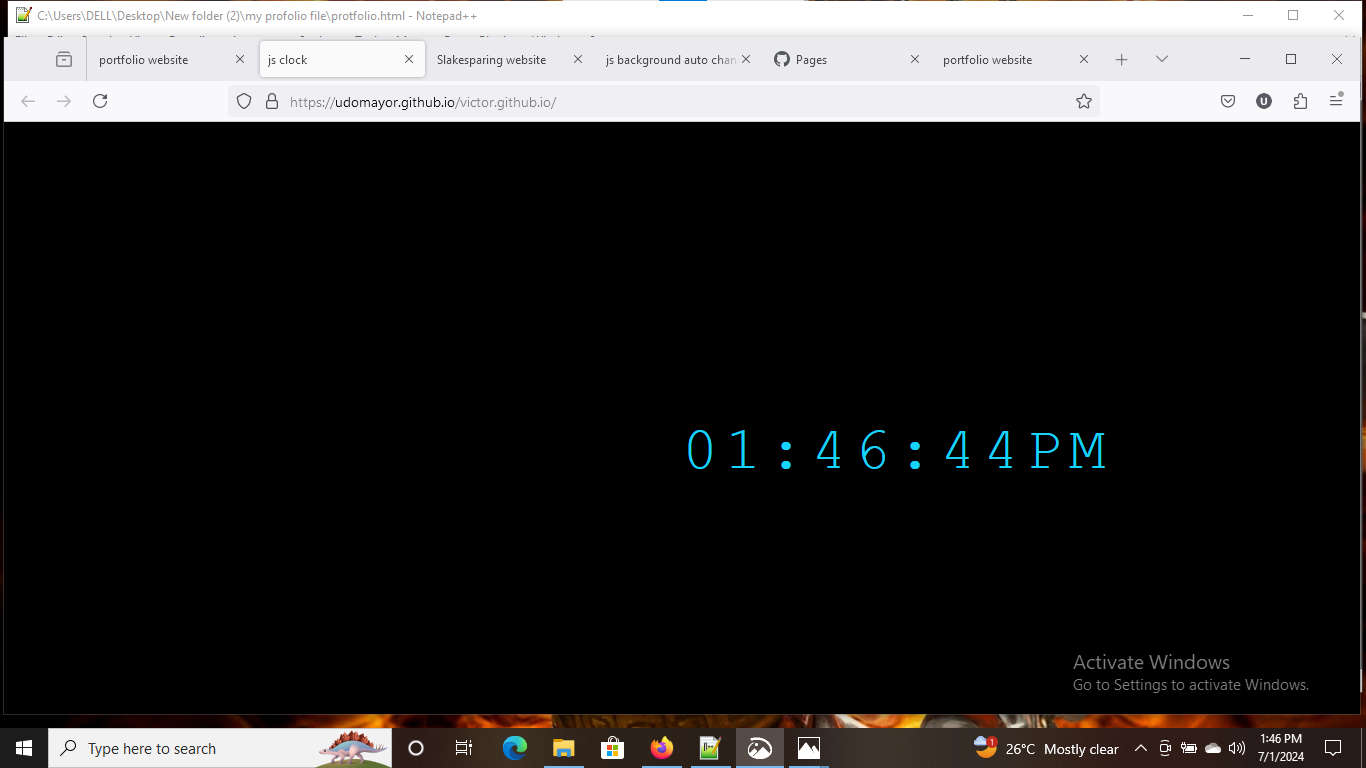 C:\Users\DELL\Desktop\New folder (2)\my profolio file\protfolio.html - Notepad++
portfolio website
js clock
Slakesparing website
js background auto chan
Pages
portfolio website
https://udomayor.github.io/victor.github.io/
U
01:46:44PM
Activate Windows
Go to Settings to activate Windows.
Type here to search
1
26°C Mostly clear
1:46 PM
7/1/2024